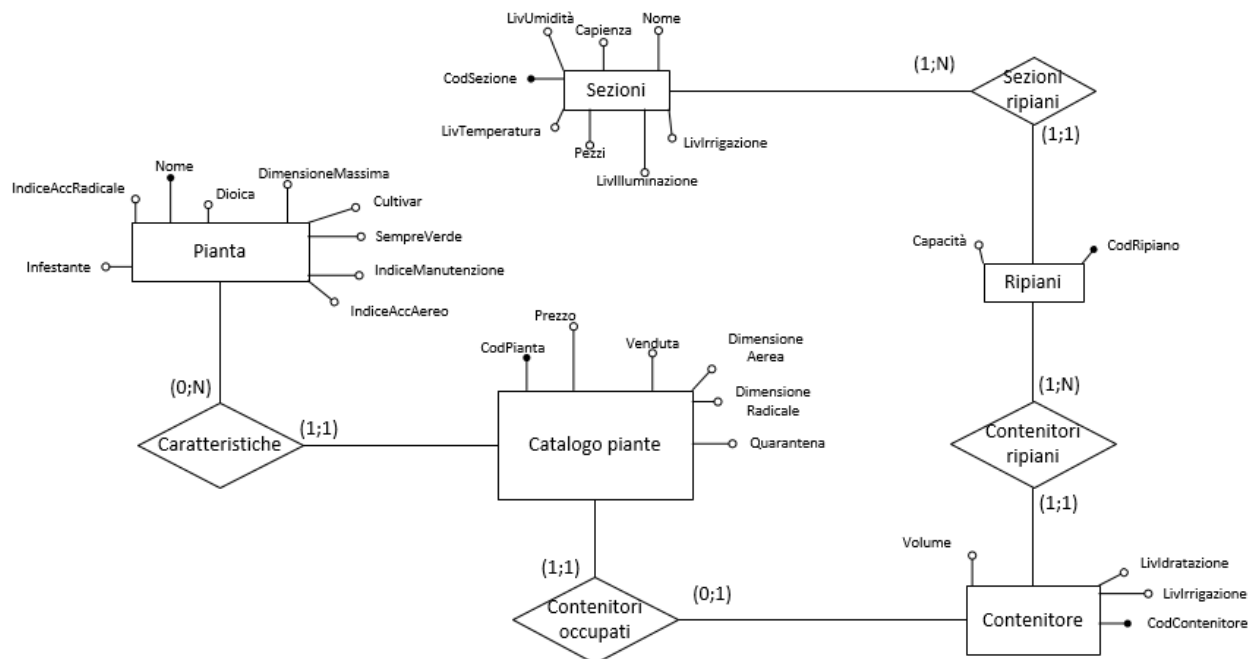 LivUmidità
Capienza
Nome
CodSezione
Sezioni
(1;N)
Sezioni
ripiani
LivTemperatura
Pezzi
LivIlluminazione
LivIrrigazione
(1;1)
Nome
DimensioneMassima
IndiceAccRadicale
Dioica
Cultivar
Pianta
SempreVerde
Infestante
IndiceManutenzione
IndiceAccAereo
Capacità
CodRipiano
Ripiani
Prezzo
CodPianta
Venduta
Dimensione
Aerea
Dimensione
Radicale
(0;N)
(1;N)
Caratteristiche
(1;1)
Catalogo piante
Quarantena
Contenitori
ripiani
(1;1)
Volume
(1;1)
(0;1)
LivIdratazione
LivIrrigazione
Contenitori
occupati
Contenitore
CodContenitore